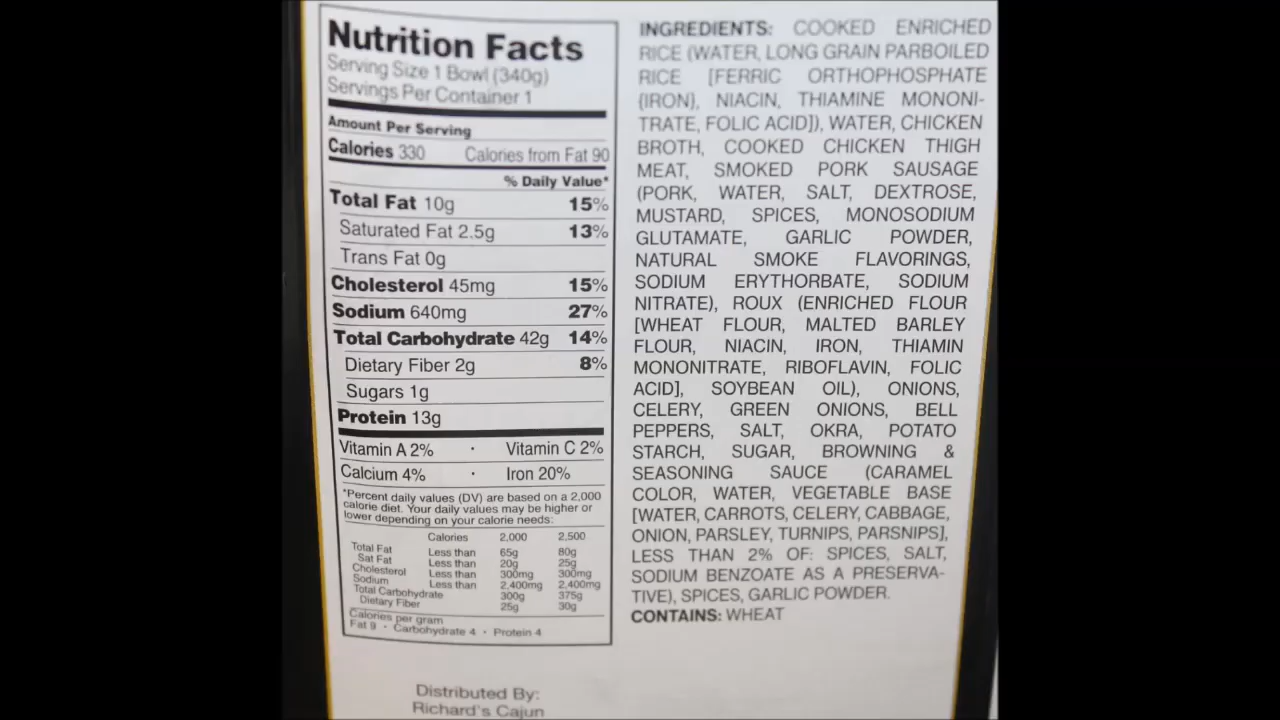 Nutrition Facts
Serving Size 1 Bowl (340g)
Servings Per Container 1
Amount Per Serving
Calories 330 Calories from Fat 90
% Daily Value*
Total Fat 10g 15%
Saturated Fat 2.5g 13%
Trans Fat 0g
Cholesterol 45mg 15%
Sodium 640mg 27%
Total Carbohydrate 42g 14%
Dietary Fiber 2g 8%
Sugars 1g
Protein 13g
Vitamin A 2% · Vitamin C 2%
Calcium 4% · Iron 20%
*Percent daily values (DV) are based on a 2,000
calorie diet. Your daily values may be higher or
lower depending on your calorie needs:
Calories 2,000 2,500
Total Fat Less than 65g 80g
Sat Fat Less than 20g 25g
Cholesterol Less than 300mg 300mg
Sodium Less than 2,400mg 2,400mg
Total Carbohydrate 300g 375g
Dietary Fiber 25g 30g
Calories per gram
Fat 9 · Carbohydrate 4 · Protein 4
Distributed By:
Richard's Cajun
INGREDIENTS: COOKED ENRICHED
RICE (WATER, LONG GRAIN PARBOILED
RICE [FERRIC ORTHOPHOSPHATE
{IRON}, NIACIN, THIAMINE MONONI-
TRATE, FOLIC ACID]), WATER, CHICKEN
BROTH, COOKED CHICKEN THIGH
MEAT, SMOKED PORK SAUSAGE
(PORK, WATER, SALT, DEXTROSE,
MUSTARD, SPICES, MONOSODIUM
GLUTAMATE, GARLIC POWDER,
NATURAL SMOKE FLAVORINGS,
SODIUM ERYTHORBATE, SODIUM
NITRATE), ROUX (ENRICHED FLOUR
[WHEAT FLOUR, MALTED BARLEY
FLOUR, NIACIN, IRON, THIAMIN
MONONITRATE, RIBOFLAVIN, FOLIC
ACID], SOYBEAN OIL), ONIONS,
CELERY, GREEN ONIONS, BELL
PEPPERS, SALT, OKRA, POTATO
STARCH, SUGAR, BROWNING &
SEASONING SAUCE (CARAMEL
COLOR, WATER, VEGETABLE BASE
[WATER, CARROTS, CELERY, CABBAGE,
ONION, PARSLEY, TURNIPS, PARSNIPS],
LESS THAN 2% OF: SPICES, SALT,
SODIUM BENZOATE AS A PRESERVA-
TIVE), SPICES, GARLIC POWDER.
CONTAINS: WHEAT